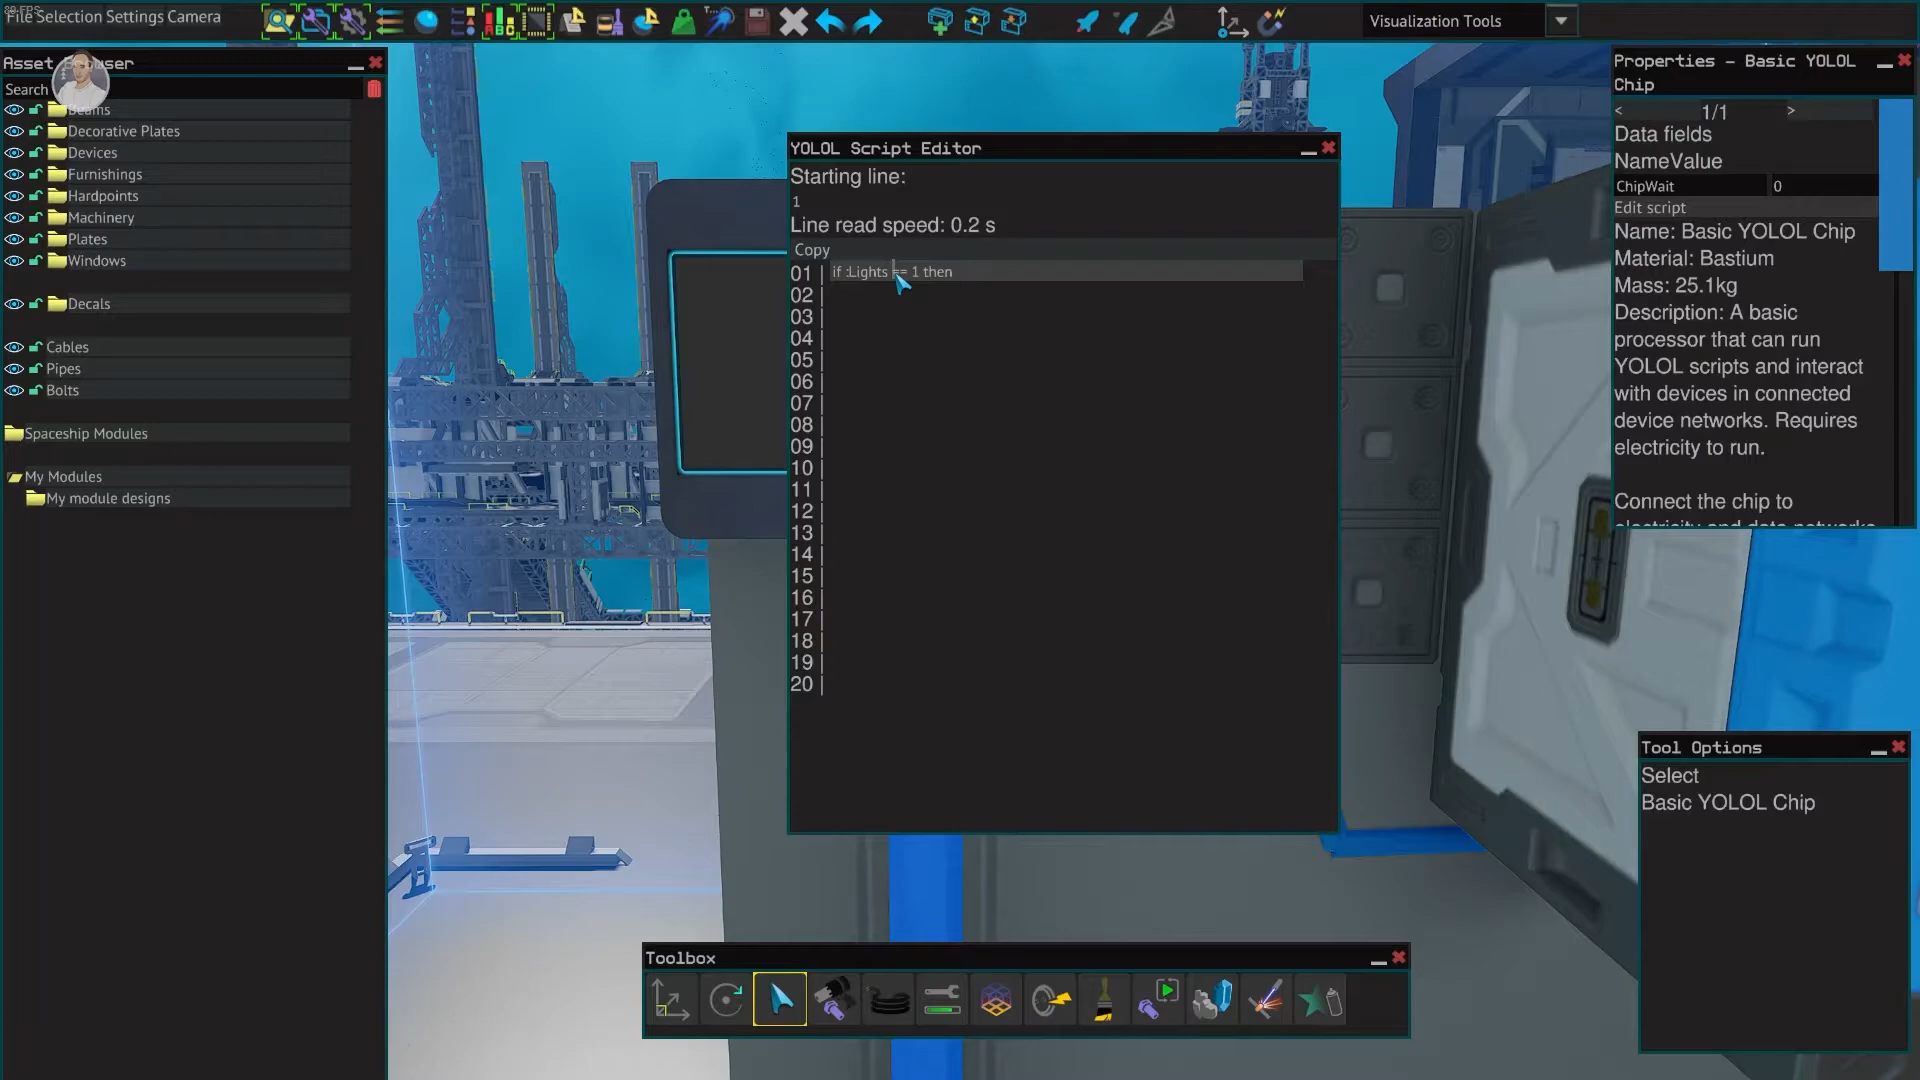 File Selection Settings Camera
Visualization Tools
Search
Beams
Decorative Plates
Devices
Furnishings
Hardpoints
Machinery
Plates
Windows
Decals
Cables
Pipes
Bolts
Spaceship Modules
My Modules
My module designs
YOLOL Script Editor
Starting line:
1
Line read speed: 0.2 s
Copy
01 | if :Lights == 1 then
02 |
03 |
04 |
05 |
06 |
07 |
08 |
09 |
10 |
11 |
12 |
13 |
14 |
15 |
16 |
17 |
18 |
19 |
20 |
Properties - Basic YOLOL
Chip
< 1/1 >
Data fields
NameValue
ChipWait 0
Edit script
Name: Basic YOLOL Chip
Material: Bastium
Mass: 25.1kg
Description: A basic
processor that can run
YOLOL scripts and interact
with devices in connected
device networks. Requires
electricity to run.
Connect the chip to
electricity and data networks
Tool Options
Select
Basic YOLOL Chip
Toolbox